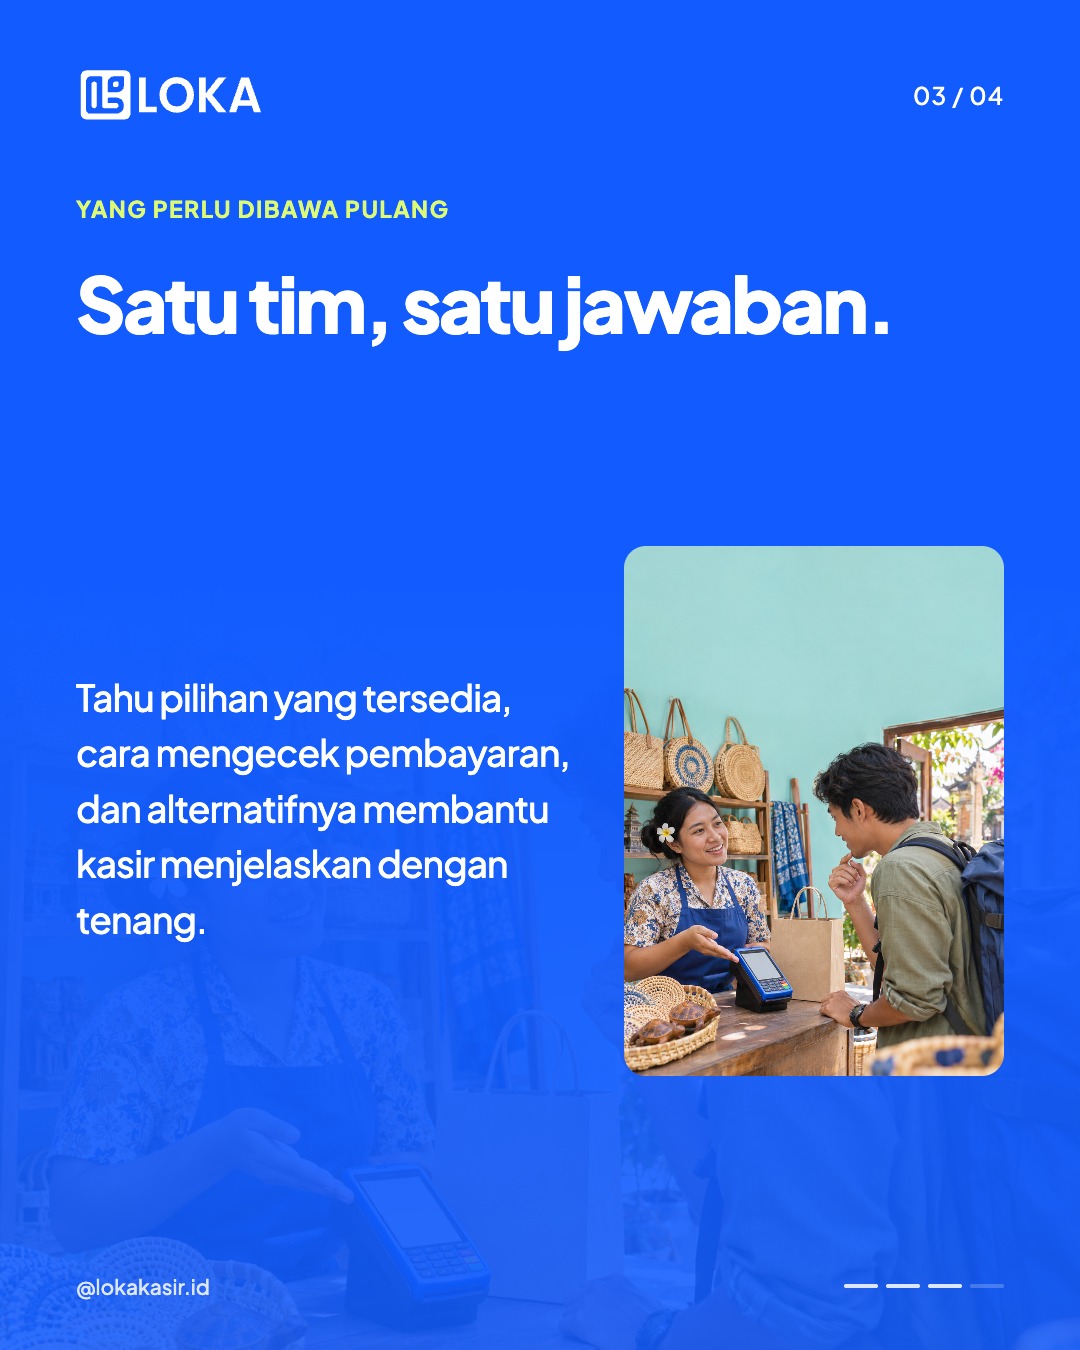 LOKA
03 / 04
YANG PERLU DIBAWA PULANG
Satu tim, satu jawaban.
Tahu pilihan yang tersedia,
cara mengecek pembayaran,
dan alternatifnya membantu
kasir menjelaskan dengan
tenang.
@lokakasir.id